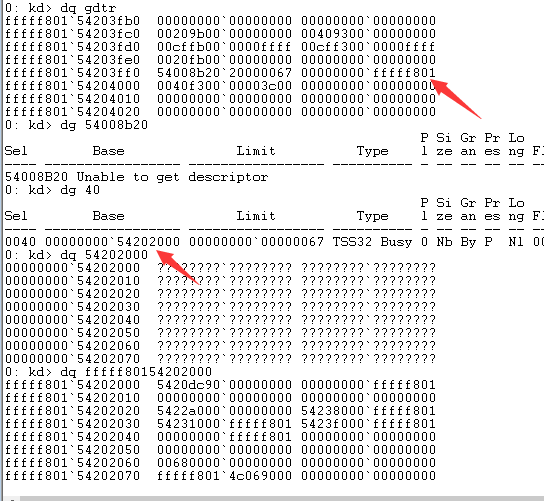 0: kd> dq gdtr
fffff801`54203fb0  00000000`00000000 00000000`00000000
fffff801`54203fc0  00209b00`00000000 00409300`00000000
fffff801`54203fd0  00cffb00`0000ffff 00cff300`0000ffff
fffff801`54203fe0  0020fb00`00000000 00000000`00000000
fffff801`54203ff0  54008b20`20000067 00000000`fffff801
fffff801`54204000  0040f300`00003c00 00000000`00000000
fffff801`54204010  00000000`00000000 00000000`00000000
fffff801`54204020  00000000`00000000 00000000`00000000
0: kd> dg 54008b20
P Si Gr Pr Lo
Sel        Base              Limit          Type    l ze an es ng Fl
---- ----------------- ----------------- ---------- - -- -- -- -- --
54008B20 Unable to get descriptor
0: kd> dg 40
P Si Gr Pr Lo
Sel        Base              Limit          Type    l ze an es ng Fl
---- ----------------- ----------------- ---------- - -- -- -- -- --
0040 00000000`54202000 00000000`00000067 TSS32 Busy 0 Nb By P  Nl 00
0: kd> dq 54202000
00000000`54202000  ????????`???????? ????????`????????
00000000`54202010  ????????`???????? ????????`????????
00000000`54202020  ????????`???????? ????????`????????
00000000`54202030  ????????`???????? ????????`????????
00000000`54202040  ????????`???????? ????????`????????
00000000`54202050  ????????`???????? ????????`????????
00000000`54202060  ????????`???????? ????????`????????
00000000`54202070  ????????`???????? ????????`????????
0: kd> dq fffff80154202000
fffff801`54202000  5420dc90`00000000 00000000`fffff801
fffff801`54202010  00000000`00000000 00000000`00000000
fffff801`54202020  5422a000`00000000 54238000`fffff801
fffff801`54202030  54231000`fffff801 5423f000`fffff801
fffff801`54202040  00000000`fffff801 00000000`00000000
fffff801`54202050  00000000`00000000 00000000`00000000
fffff801`54202060  00680000`00000000 00000000`00000000
fffff801`54202070  fffff801`4c069000 00000000`00000000